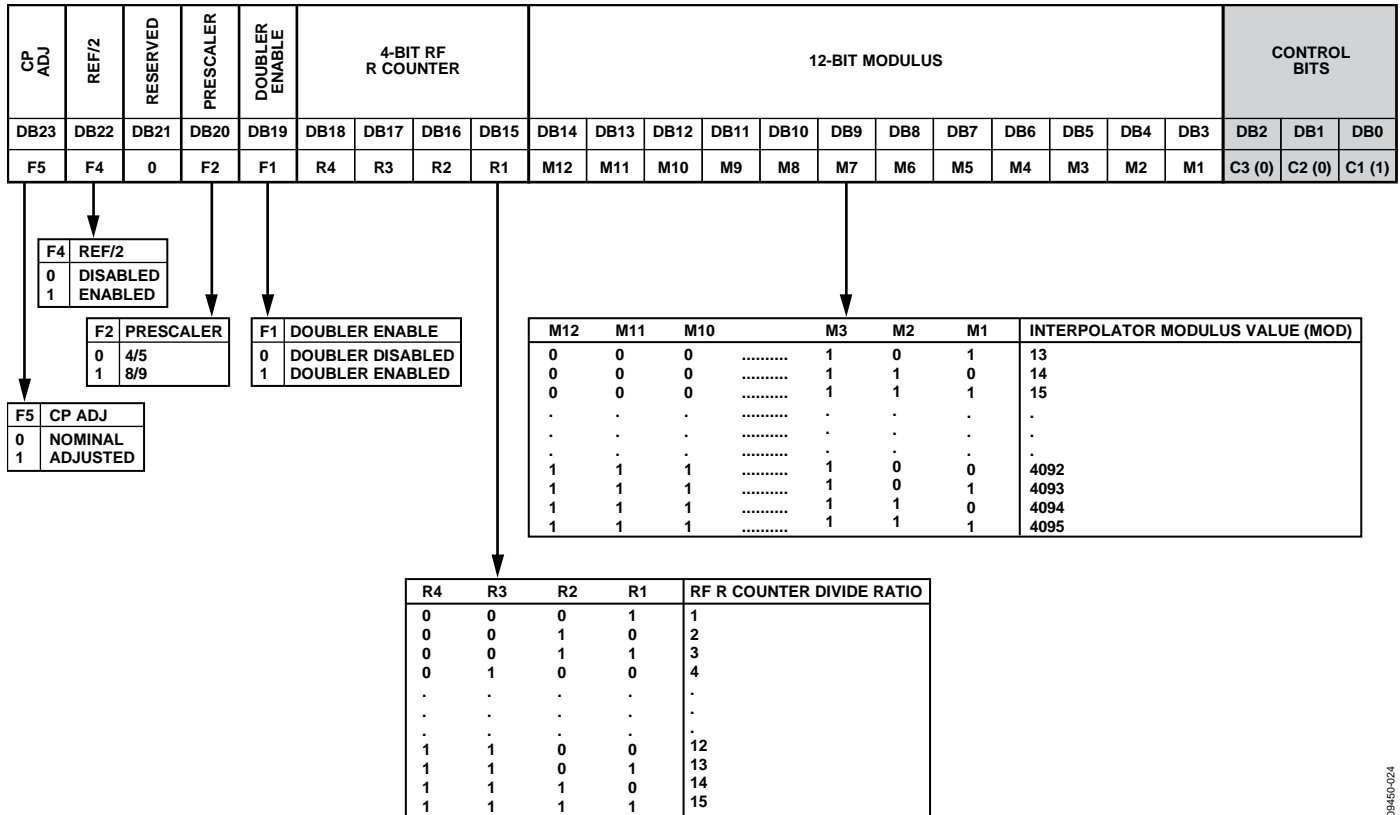 CP ADJ REF/2 RESERVED PRESCALER DOUBLER ENABLE 4-BIT RF R COUNTER 12-BIT MODULUS CONTROL BITS
DB23 DB22 DB21 DB20 DB19 DB18 DB17 DB16 DB15 DB14 DB13 DB12 DB11 DB10 DB9 DB8 DB7 DB6 DB5 DB4 DB3 DB2 DB1 DB0
F5 F4 0 F2 F1 R4 R3 R2 R1 M12 M11 M10 M9 M8 M7 M6 M5 M4 M3 M2 M1 C3 (0) C2 (0) C1 (1)
F4 REF/2
0 DISABLED
1 ENABLED
F2 PRESCALER
0 4/5
1 8/9
F1 DOUBLER ENABLE
0 DOUBLER DISABLED
1 DOUBLER ENABLED
F5 CP ADJ
0 NOMINAL
1 ADJUSTED
M12 M11 M10 M3 M2 M1 INTERPOLATOR MODULUS VALUE (MOD)
0 0 0 .......... 1 0 1 13
0 0 0 .......... 1 1 0 14
0 0 0 .......... 1 1 1 15
. . . .......... . . . .
. . . .......... . . . .
. . . .......... . . . .
1 1 1 .......... 1 0 0 4092
1 1 1 .......... 1 0 1 4093
1 1 1 .......... 1 1 0 4094
1 1 1 .......... 1 1 1 4095
R4 R3 R2 R1 RF R COUNTER DIVIDE RATIO
0 0 0 1 1
0 0 1 0 2
0 0 1 1 3
0 1 0 0 4
. . . . .
. . . . .
. . . . .
1 1 0 0 12
1 1 0 1 13
1 1 1 0 14
1 1 1 1 15
09450-024